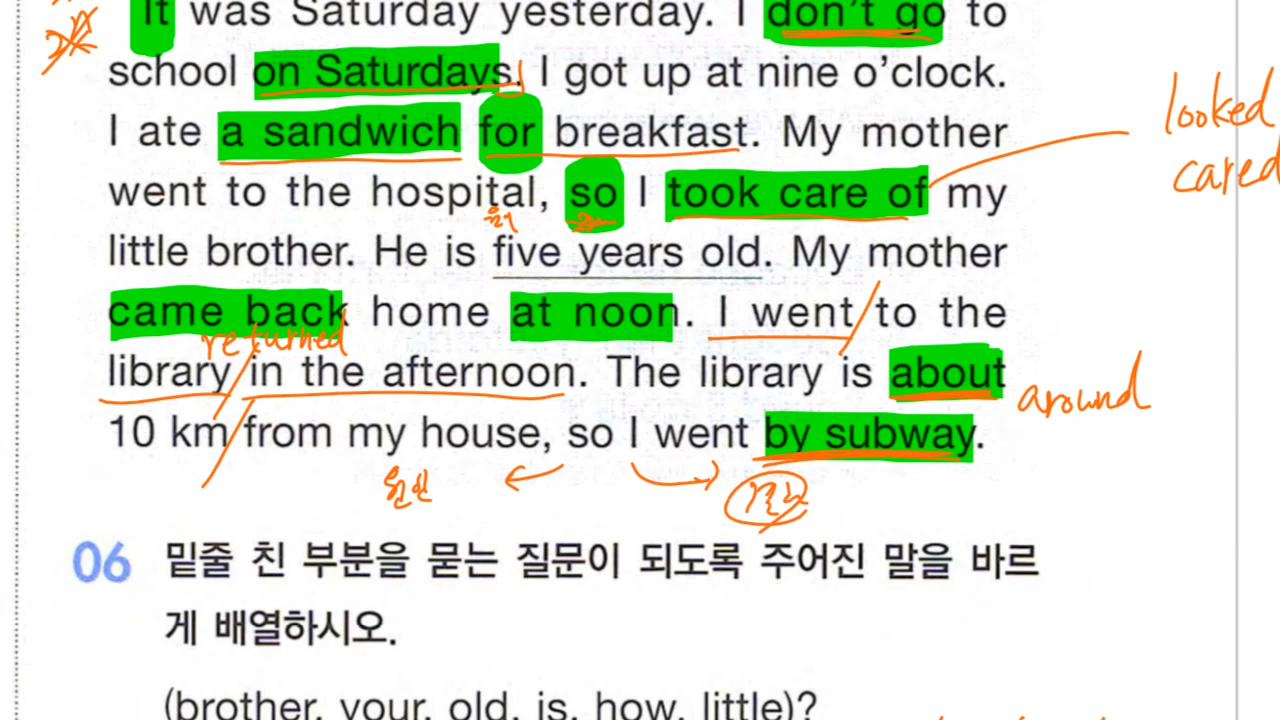 It was Saturday yesterday. I don't go to
school on Saturdays. I got up at nine o'clock.
looked
I ate a sandwich for breakfast. My mother
cared
went to the hospital, so I took care of my
little brother. He is five years old. My mother
came back home at noon. I went to the
returned
library in the afternoon. The library is about
around
10 km from my house, so I went by subway.
원인
결과
06 밑줄 친 부분을 묻는 질문이 되도록 주어진 말을 바르
게 배열하시오.
(brother, your, old, is, how, little)?